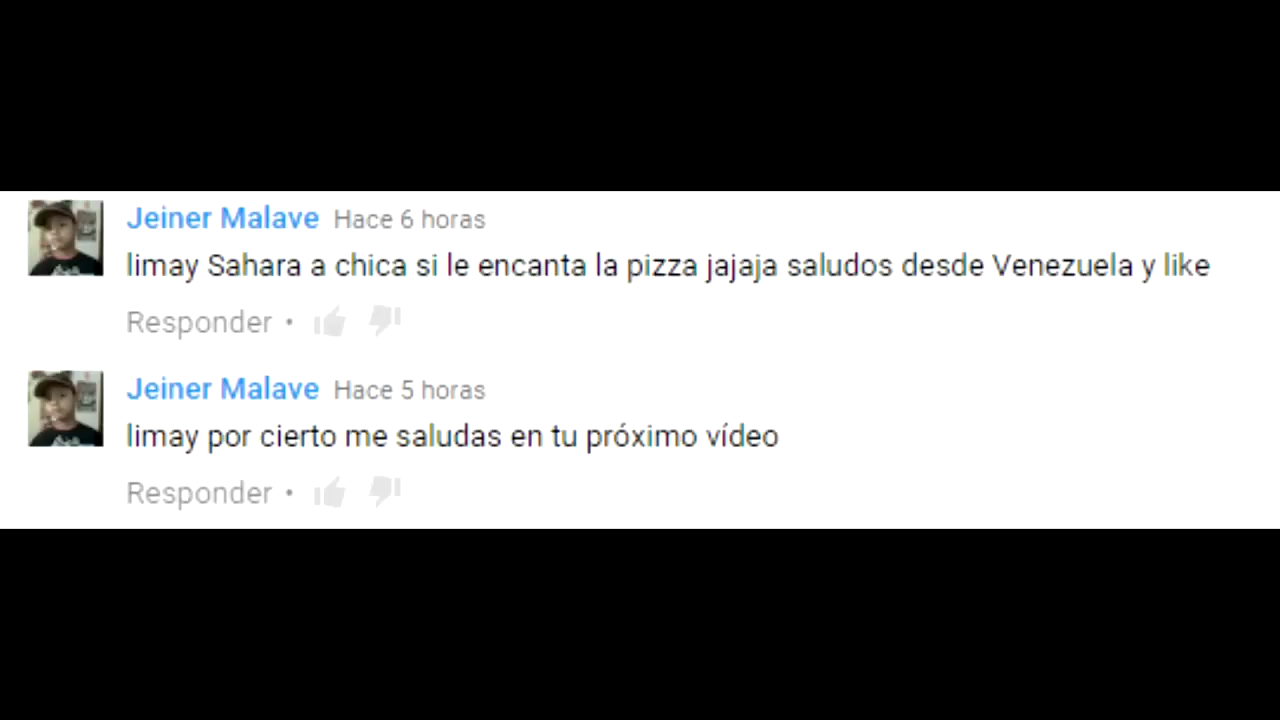 Jeiner Malave Hace 6 horas
limay Sahara a chica si le encanta la pizza jajaja saludos desde Venezuela y like
Responder •
Jeiner Malave Hace 5 horas
limay por cierto me saludas en tu próximo vídeo
Responder •